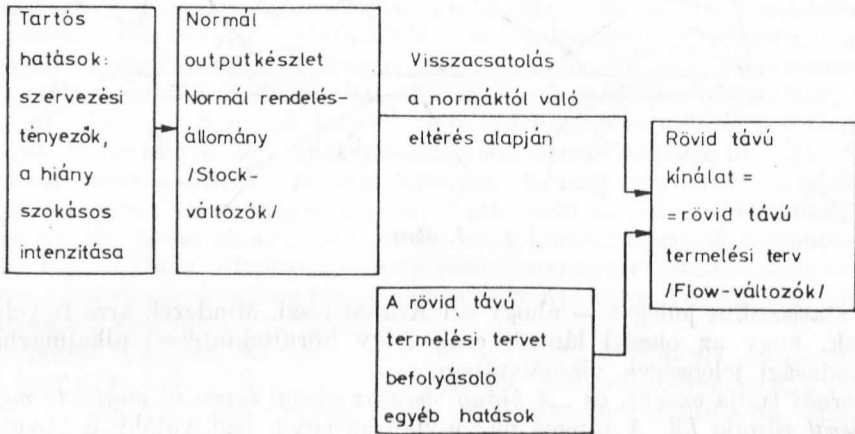 Tartós
hatások:
szervezési
tényezők,
a hiány
szokásos
intenzitása
Normál
outputkészlet
Normál rendelés-
állomány
/Stock-
változók/
Visszacsatolás
a normáktól való
eltérés alapján
Rövid távú
kínálat =
=rövid távú
termelési terv
/Flow-változók/
A rövid távú
termelési tervet
befolyásoló
egyéb hatások